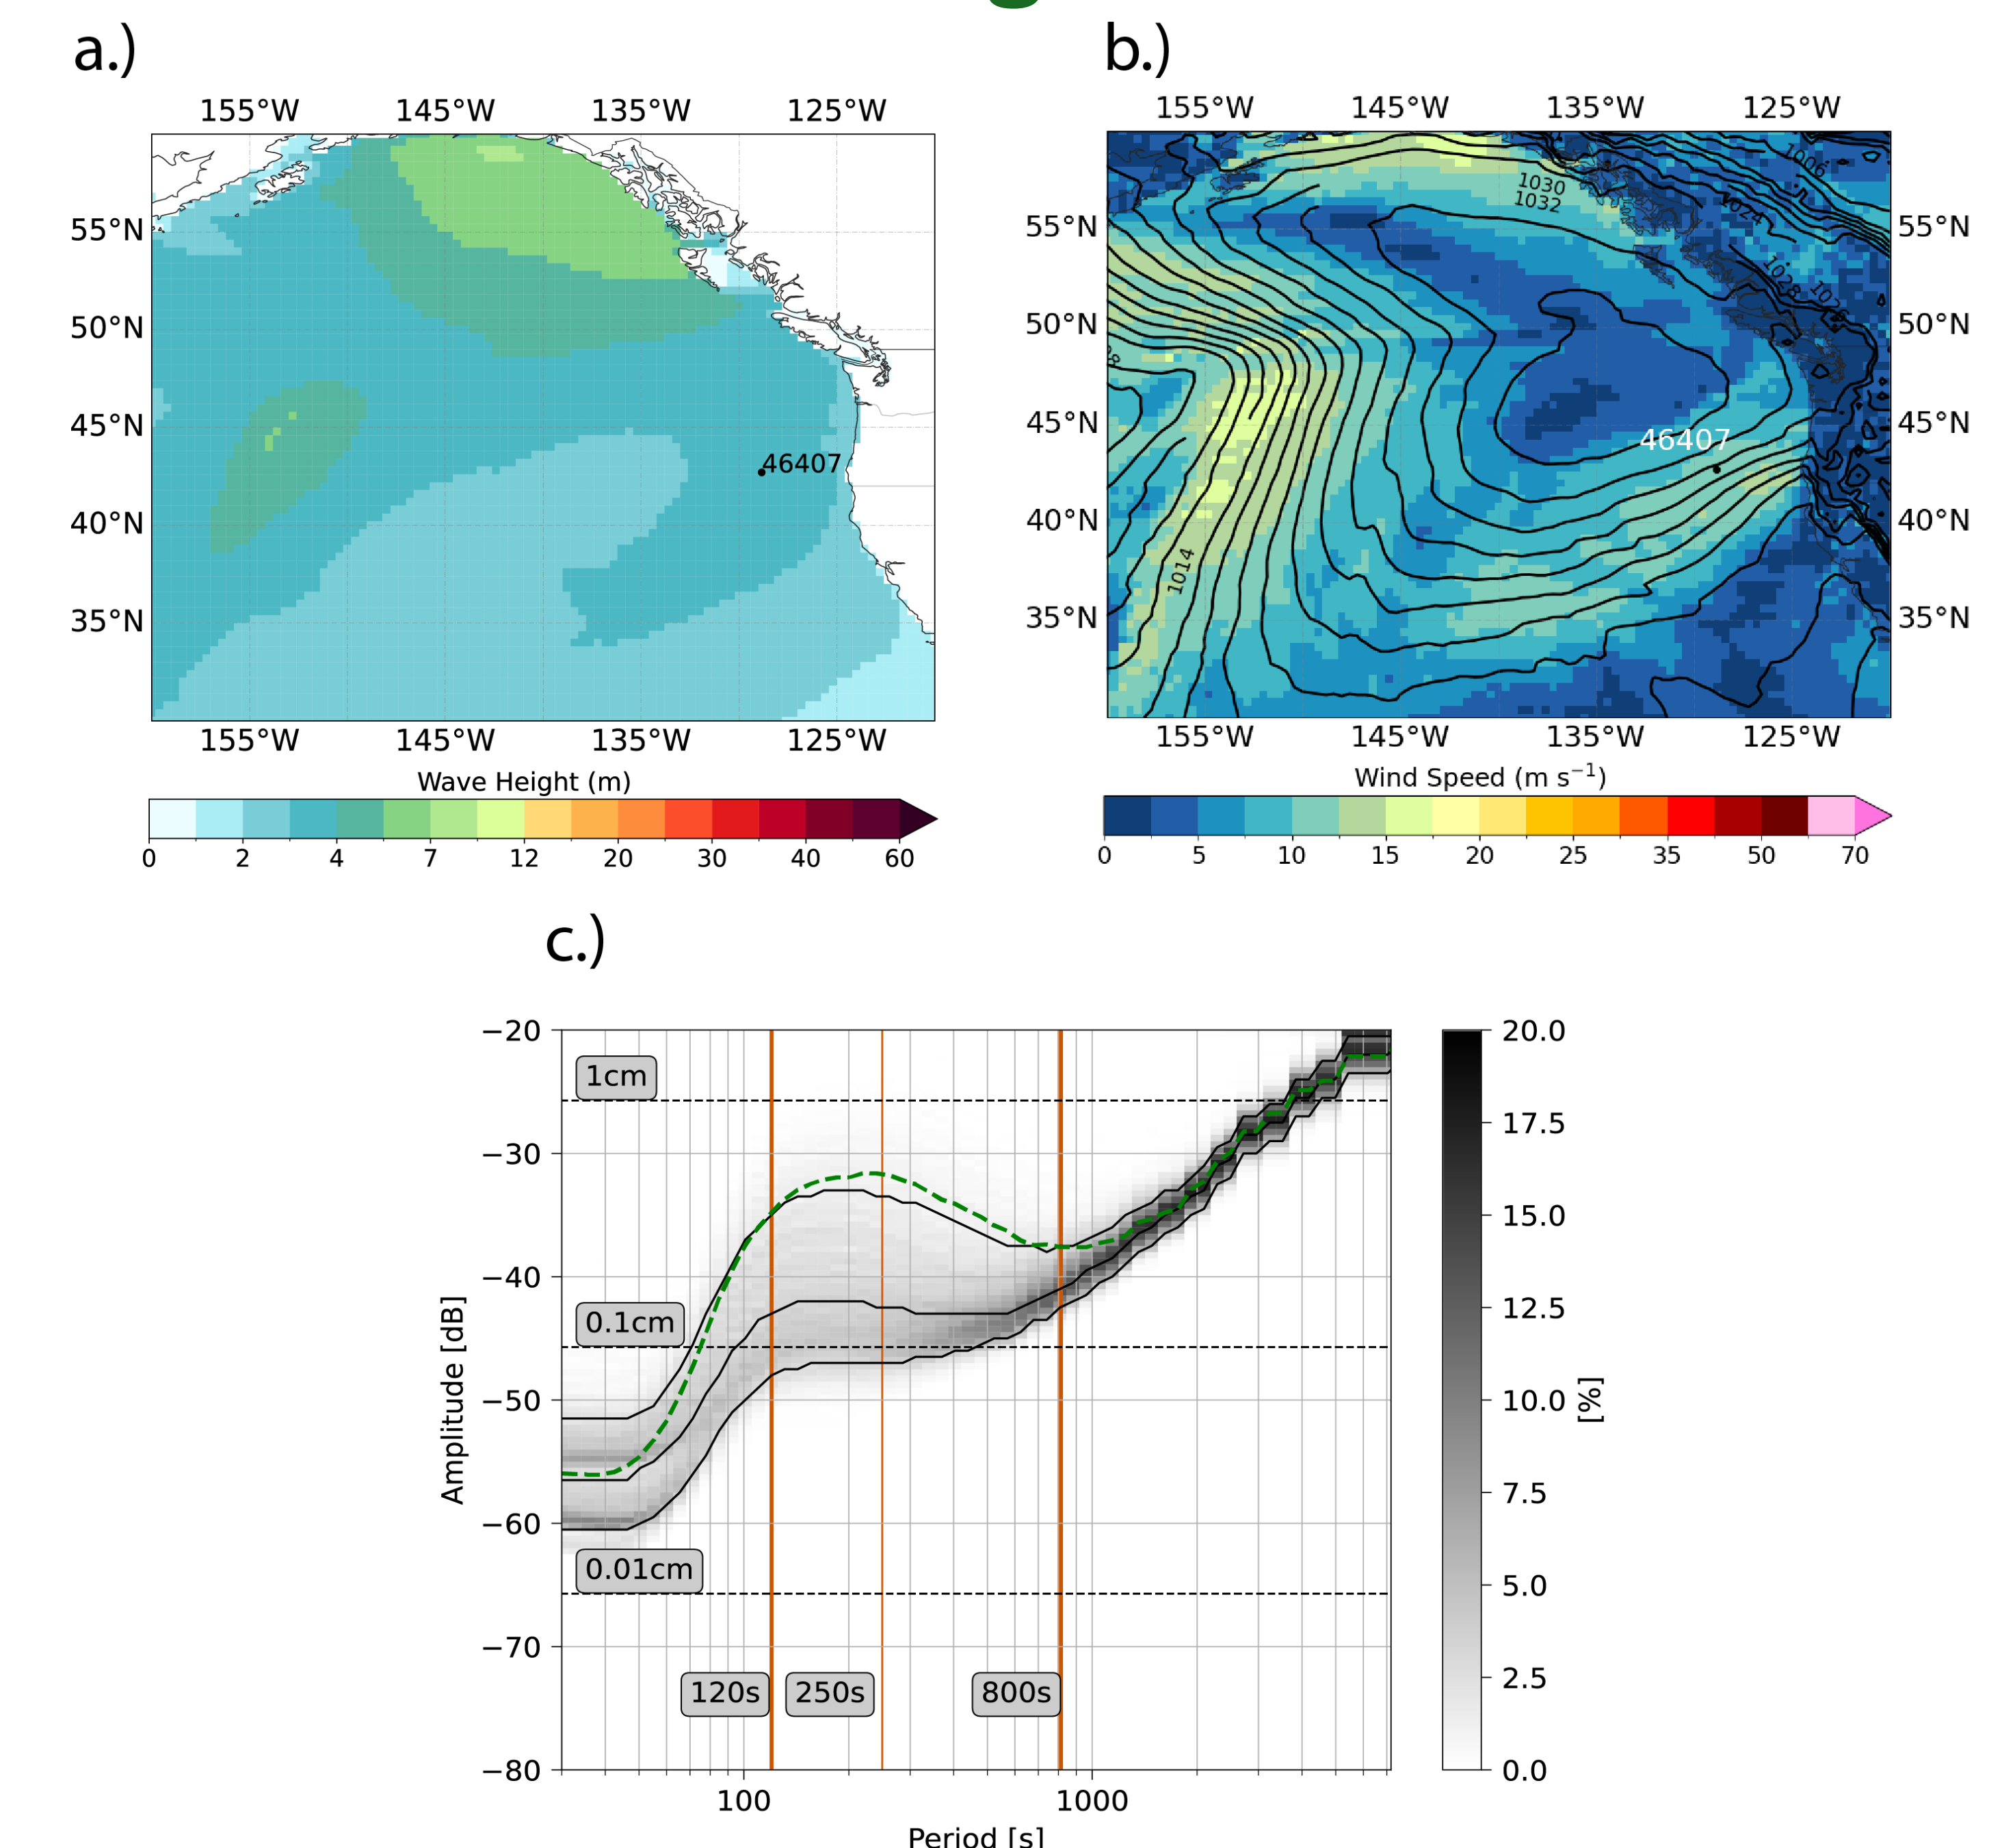 a.)
b.)
155°W 145°W 135°W 125°W
155°W 145°W 135°W 125°W
55°N
50°N
45°N
40°N
35°N
46407
155°W 145°W 135°W 125°W
Wave Height (m)
0 2 4 7 12 20 30 40 60
55°N
50°N
45°N
40°N
35°N
1006
1030
1032
1024
1028
46407
1014
55°N
50°N
45°N
40°N
35°N
155°W 145°W 135°W 125°W
Wind Speed (m s⁻¹)
0 5 10 15 20 25 35 50 70
c.)
Amplitude [dB]
−20
−30
−40
−50
−60
−70
−80
1cm
0.1cm
0.01cm
120s 250s 800s
100 1000
Period [s]
20.0
17.5
15.0
12.5
10.0
7.5
5.0
2.5
0.0
[%]